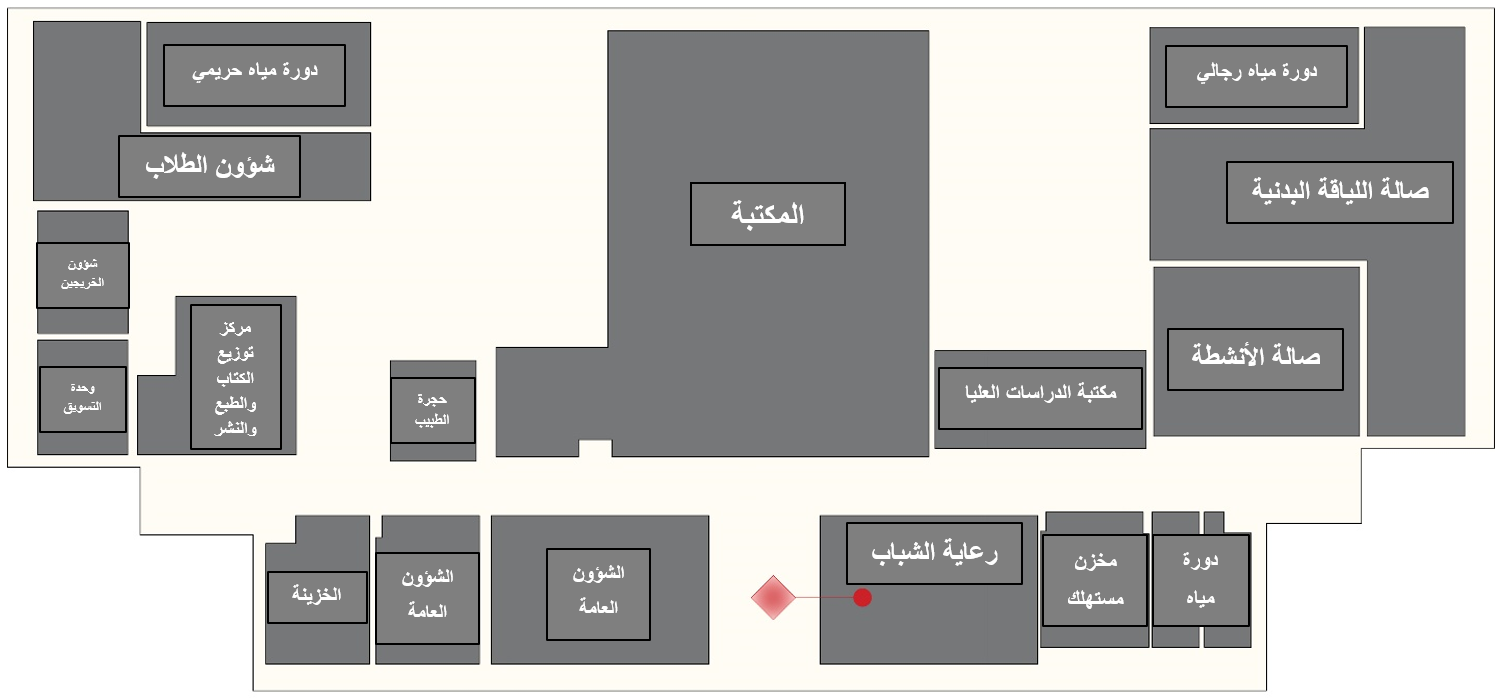 دورة مياه رجالي
دورة مياه حريمي
شؤون الطلاب
صالة اللياقة البدنية
المكتبة
شؤون
الخريجين
صالة الأنشطة
مكتبة الدراسات العليا
حجرة
الطبيب
مركز
توزيع
الكتاب
والطبع
والنشر
وحدة
التسويق
دورة
مياه
مخزن
مستهلك
رعاية الشباب
الشؤون
العامة
الشؤون
العامة
الخزينة